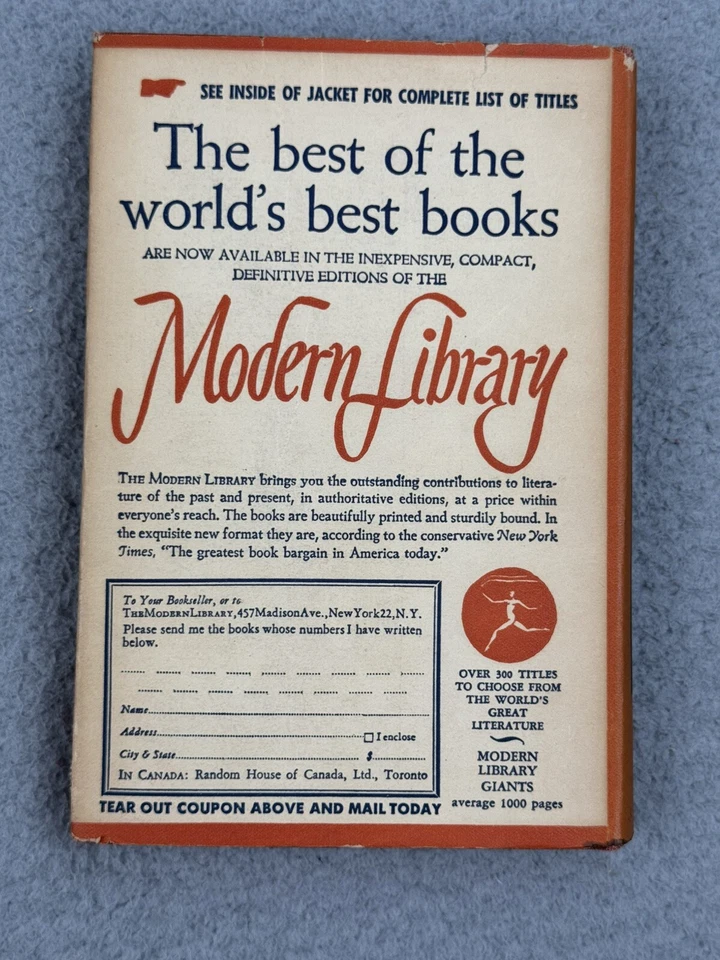 SEE INSIDE OF JACKET FOR COMPLETE LIST OF TITLES
The best of the
world's best books
ARE NOW AVAILABLE IN THE INEXPENSIVE, COMPACT,
DEFINITIVE EDITIONS OF THE
Modern Library
THE MODERN LIBRARY brings you the outstanding contributions to litera-
ture of the past and present, in authoritative editions, at a price within
everyone's reach. The books are beautifully printed and sturdily bound. In
the exquisite new format they are, according to the conservative New York
Times, "The greatest book bargain in America today."
To Your Bookseller, or to
THE MODERN LIBRARY, 457 Madison Ave., New York 22, N. Y.
Please send me the books whose numbers I have written
below.
Name
Address I enclose
City & State $
IN CANADA: Random House of Canada, Ltd., Toronto
TEAR OUT COUPON ABOVE AND MAIL TODAY
OVER 300 TITLES
TO CHOOSE FROM
THE WORLD'S
GREAT
LITERATURE
MODERN
LIBRARY
GIANTS
average 1000 pages